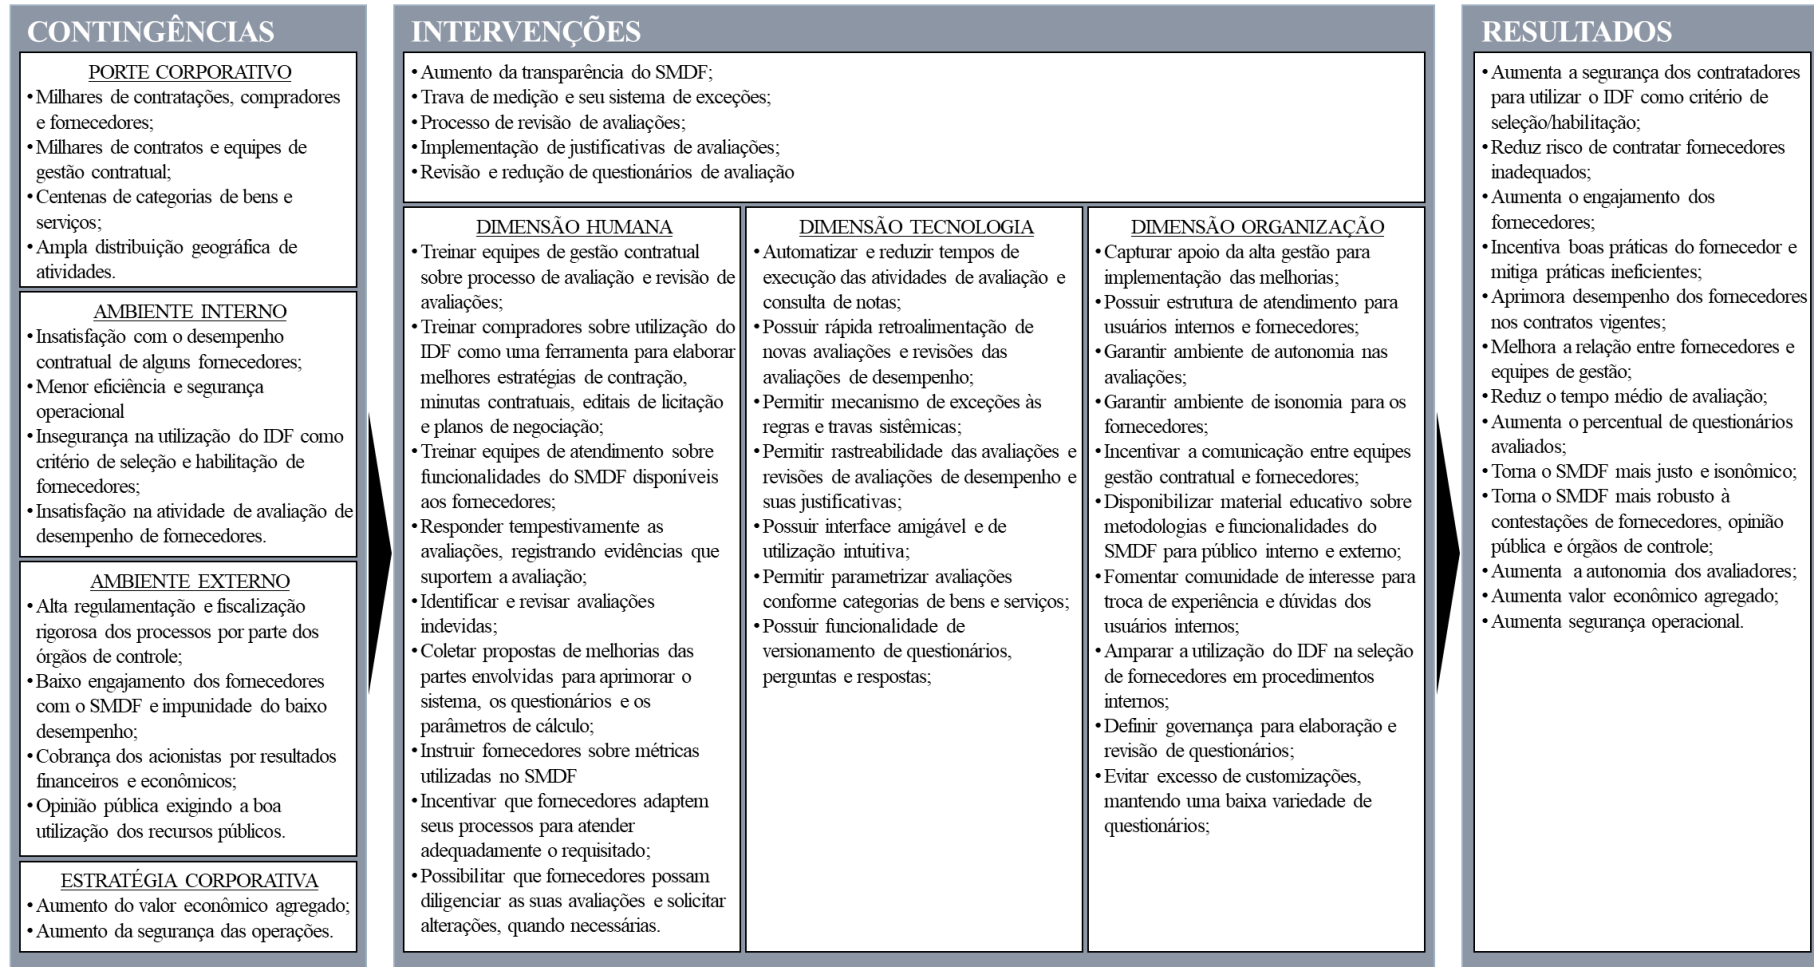 CONTINGÊNCIAS
PORTE CORPORATIVO
• Milhares de contratações, compradores
e fornecedores;
• Milhares de contratos e equipes de
gestão contratual;
• Centenas de categorias de bens e
serviços;
• Ampla distribuição geográfica de
atividades.
AMBIENTE INTERNO
• Insatisfação com o desempenho
contratual de alguns fornecedores;
• Menor eficiência e segurança
operacional
• Insegurança na utilização do IDF como
critério de seleção e habilitação de
fornecedores;
• Insatisfação na atividade de avaliação de
desempenho de fornecedores.
AMBIENTE EXTERNO
• Alta regulamentação e fiscalização
rigorosa dos processos por parte dos
órgãos de controle;
• Baixo engajamento dos fornecedores
com o SMDF e impunidade do baixo
desempenho;
• Cobrança dos acionistas por resultados
financeiros e econômicos;
• Opinião pública exigindo a boa
utilização dos recursos públicos.
ESTRATÉGIA CORPORATIVA
• Aumento do valor econômico agregado;
• Aumento da segurança das operações.
INTERVENÇÕES
• Aumento da transparência do SMDF;
• Trava de medição e seu sistema de exceções;
• Processo de revisão de avaliações;
• Implementação de justificativas de avaliações;
• Revisão e redução de questionários de avaliação
DIMENSÃO HUMANA
• Treinar equipes de gestão contratual
sobre processo de avaliação e revisão de
avaliações;
• Treinar compradores sobre utilização do
IDF como uma ferramenta para elaborar
melhores estratégias de contração,
minutas contratuais, editais de licitação
e planos de negociação;
• Treinar equipes de atendimento sobre
funcionalidades do SMDF disponíveis
aos fornecedores;
• Responder tempestivamente as
avaliações, registrando evidências que
suportem a avaliação;
• Identificar e revisar avaliações
indevidas;
• Coletar propostas de melhorias das
partes envolvidas para aprimorar o
sistema, os questionários e os
parâmetros de cálculo;
• Instruir fornecedores sobre métricas
utilizadas no SMDF
• Incentivar que fornecedores adaptem
seus processos para atender
adequadamente o requisitado;
• Possibilitar que fornecedores possam
diligenciar as suas avaliações e solicitar
alterações, quando necessárias.
DIMENSÃO TECNOLOGIA
• Automatizar e reduzir tempos de
execução das atividades de avaliação e
consulta de notas;
• Possuir rápida retroalimentação de
novas avaliações e revisões das
avaliações de desempenho;
• Permitir mecanismo de exceções às
regras e travas sistêmicas;
• Permitir rastreabilidade das avaliações e
revisões de avaliações de desempenho e
suas justificativas;
• Possuir interface amigável e de
utilização intuitiva;
• Permitir parametrizar avaliações
conforme categorias de bens e serviços;
• Possuir funcionalidade de
versionamento de questionários,
perguntas e respostas;
DIMENSÃO ORGANIZAÇÃO
• Capturar apoio da alta gestão para
implementação das melhorias;
• Possuir estrutura de atendimento para
usuários internos e fornecedores;
• Garantir ambiente de autonomia nas
avaliações;
• Garantir ambiente de isonomia para os
fornecedores;
• Incentivar a comunicação entre equipes
gestão contratual e fornecedores;
• Disponibilizar material educativo sobre
metodologias e funcionalidades do
SMDF para público interno e externo;
• Fomentar comunidade de interesse para
troca de experiência e dúvidas dos
usuários internos;
• Amparar a utilização do IDF na seleção
de fornecedores em procedimentos
internos;
• Definir governança para elaboração e
revisão de questionários;
• Evitar excesso de customizações,
mantendo uma baixa variedade de
questionários;
RESULTADOS
• Aumenta a segurança dos contratadores
para utilizar o IDF como critério de
seleção/habilitação;
• Reduz risco de contratar fornecedores
inadequados;
• Aumenta o engajamento dos
fornecedores;
• Incentiva boas práticas do fornecedor e
mitiga práticas ineficientes;
• Aprimora desempenho dos fornecedores
nos contratos vigentes;
• Melhora a relação entre fornecedores e
equipes de gestão;
• Reduz o tempo médio de avaliação;
• Aumenta o percentual de questionários
avaliados;
• Torna o SMDF mais justo e isonômico;
• Torna o SMDF mais robusto à
contestações de fornecedores, opinião
pública e órgãos de controle;
• Aumenta a autonomia dos avaliadores;
• Aumenta valor econômico agregado;
• Aumenta segurança operacional.